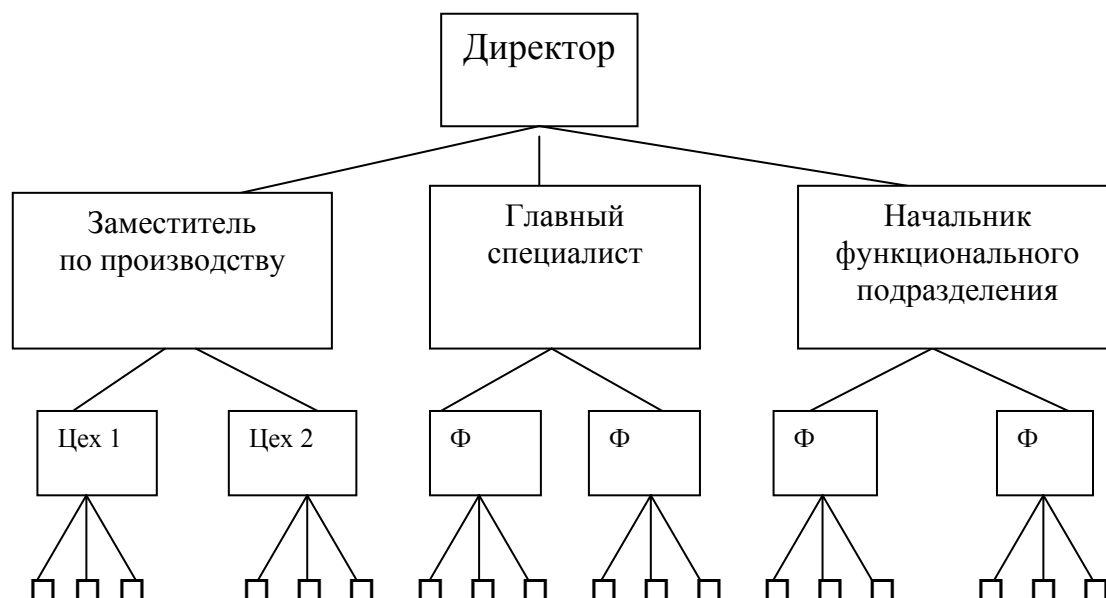 Директор
Заместитель
по производству
Главный
специалист
Начальник
функционального
подразделения
Цех 1
Цех 2
Ф
Ф
Ф
Ф